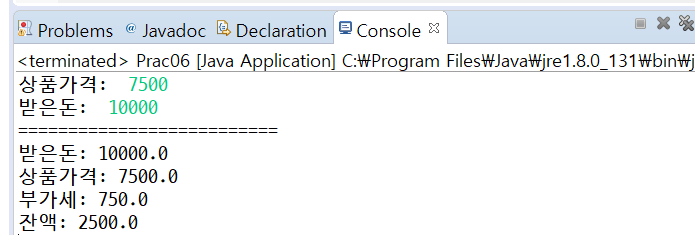 Problems @ Javadoc Declaration Console
<terminated> Prac06 [Java Application] C:₩Program Files₩Java₩jre1.8.0_131₩bin₩j
상품가격: 7500
받은돈: 10000
==========================
받은돈: 10000.0
상품가격: 7500.0
부가세: 750.0
잔액: 2500.0